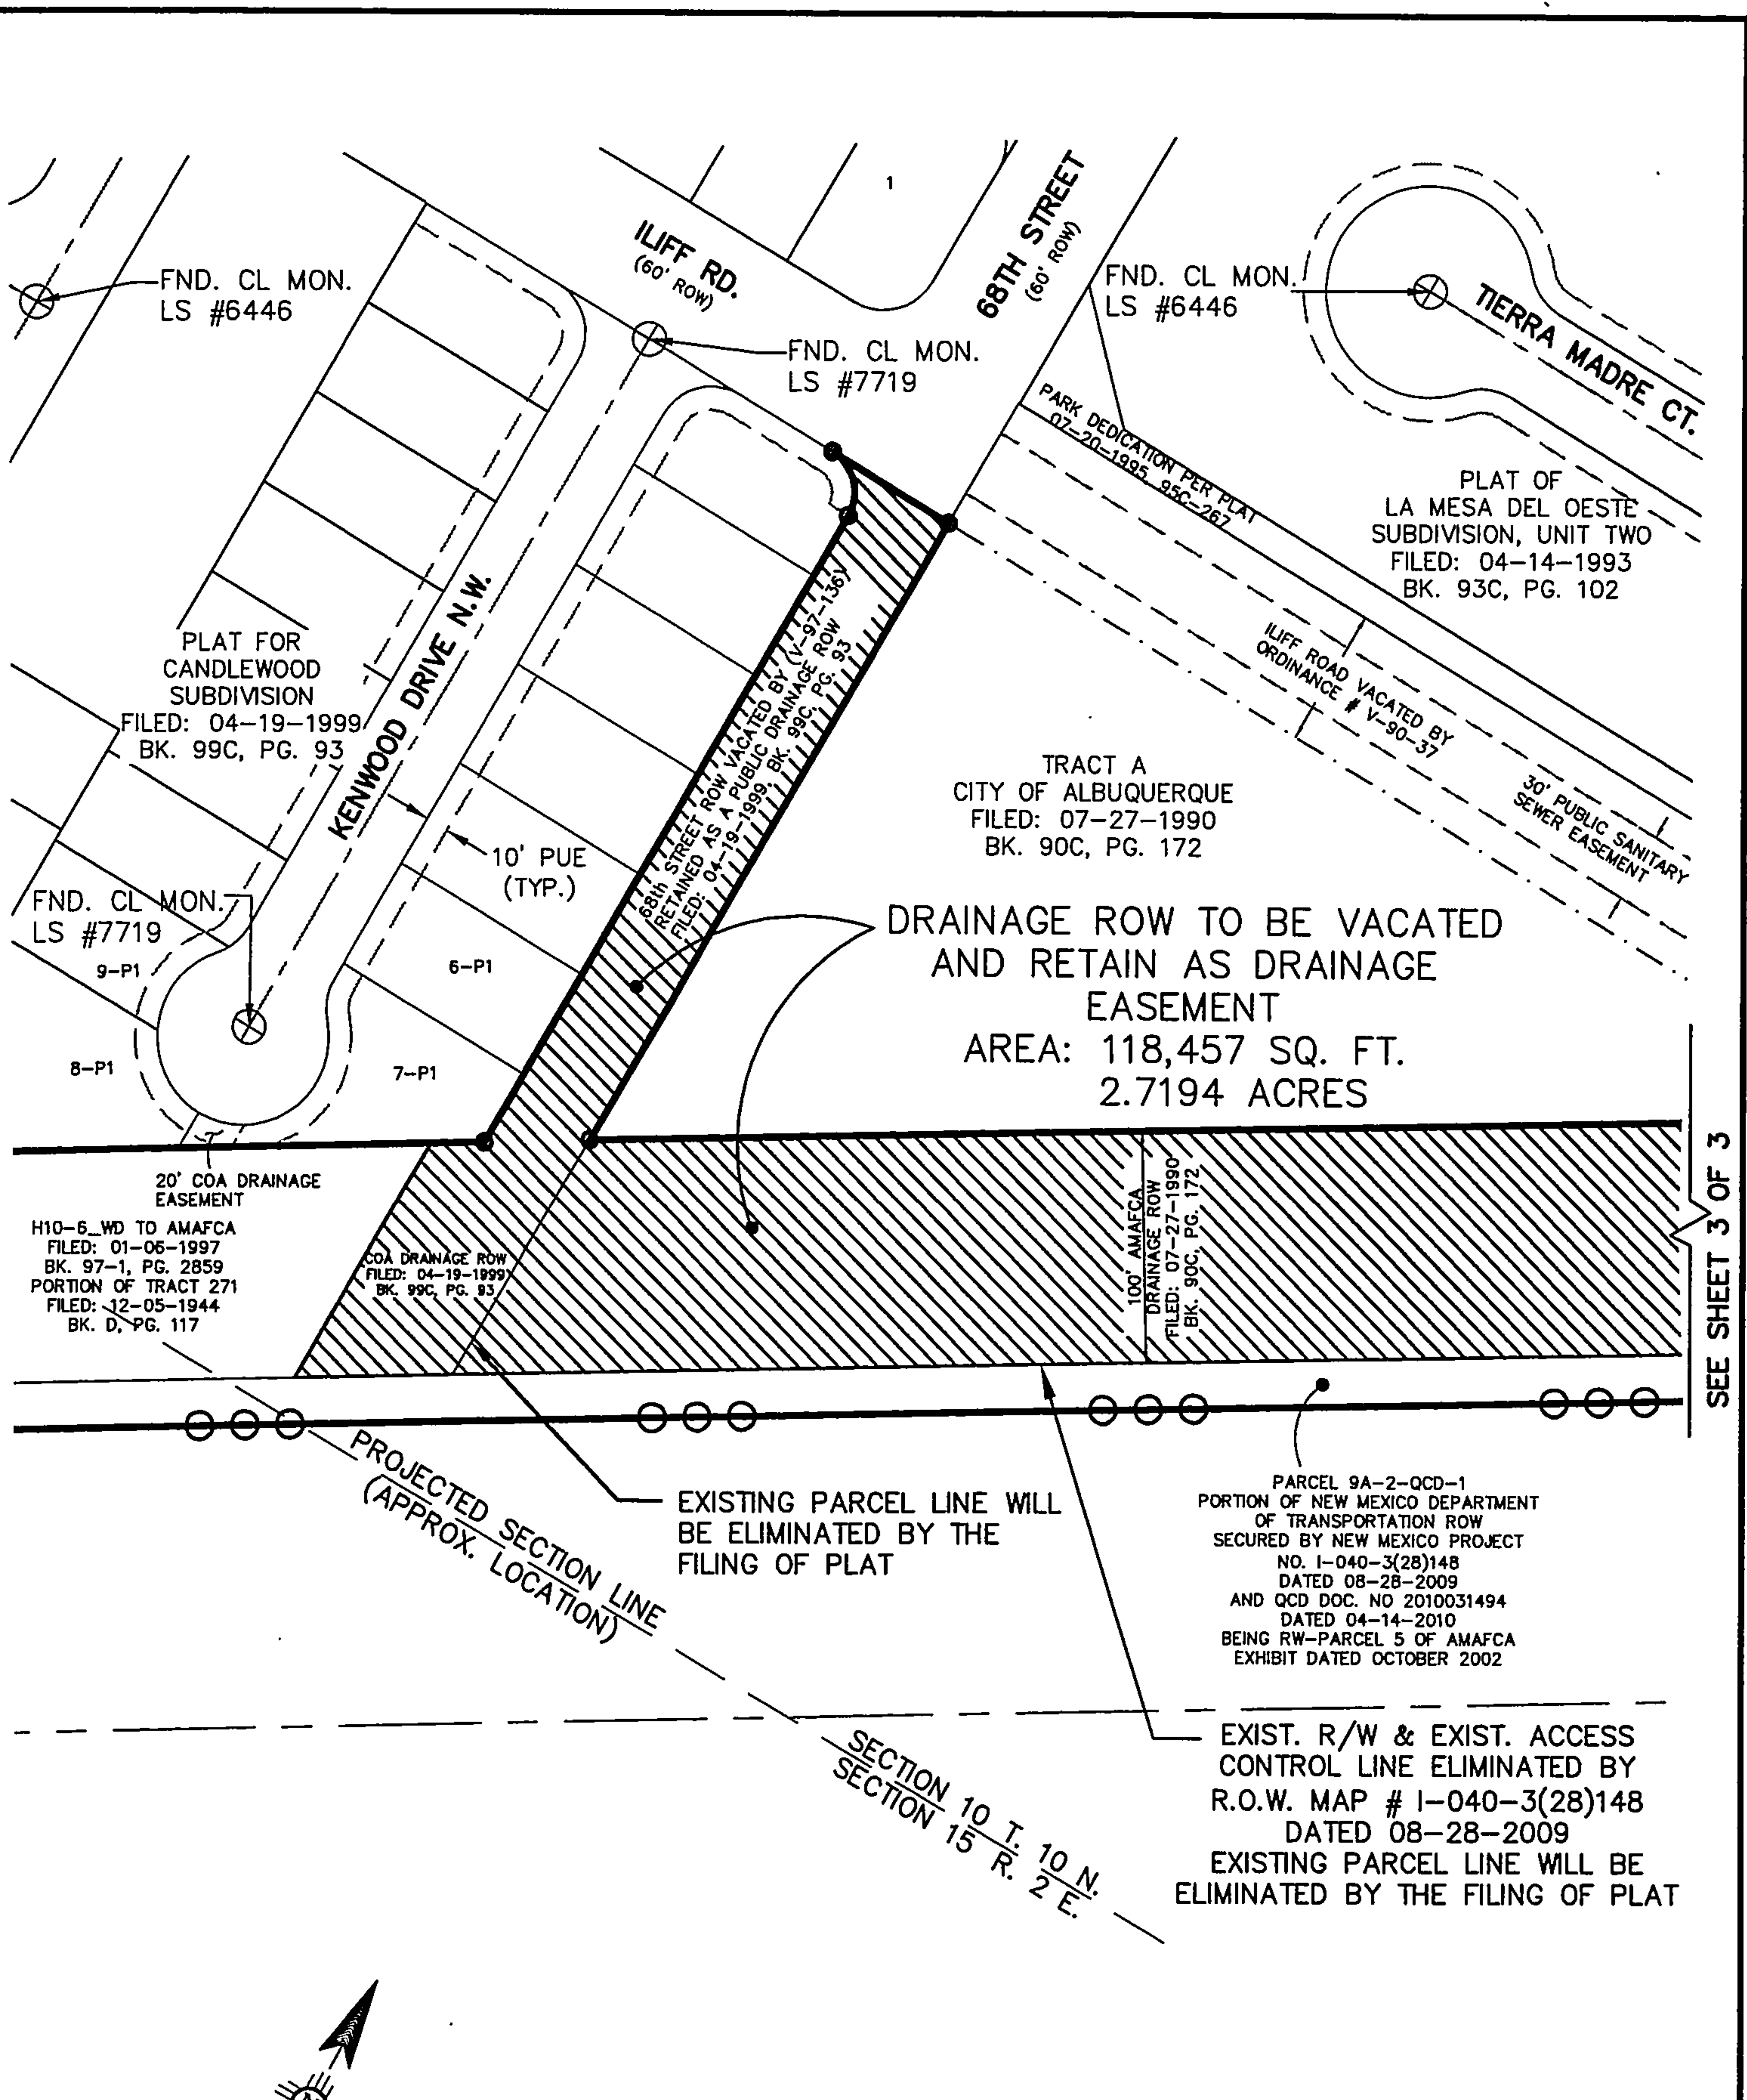 1
ILIFF RD.
(60' ROW)
68TH STREET
(60' ROW)
FND. CL MON.
LS #6446
FND. CL MON.
LS #7719
FND. CL MON.
LS #6446
TIERRA MADRE CT.
PARK DEDICATION PER PLAT
07-20-1995, 95C-267
PLAT OF
LA MESA DEL OESTE
SUBDIVISION, UNIT TWO
FILED: 04-14-1993
BK. 93C, PG. 102
PLAT FOR
CANDLEWOOD
SUBDIVISION
FILED: 04-19-1999
BK. 99C, PG. 93
KENWOOD DRIVE N.W.
68th STREET ROW VACATED BY (V-97-136)
RETAINED AS A PUBLIC DRAINAGE ROW
FILED: 04-19-1999, BK. 99C, PG. 93
ILIFF ROAD VACATED BY
ORDINANCE # V-90-37
30' PUBLIC SANITARY
SEWER EASEMENT
TRACT A
CITY OF ALBUQUERQUE
FILED: 07-27-1990
BK. 90C, PG. 172
10' PUE
(TYP.)
FND. CL MON.
LS #7719
9-P1
6-P1
8-P1
7-P1
DRAINAGE ROW TO BE VACATED
AND RETAIN AS DRAINAGE
EASEMENT
AREA: 118,457 SQ. FT.
2.7194 ACRES
20' COA DRAINAGE
EASEMENT
H10-6_WD TO AMAFCA
FILED: 01-06-1997
BK. 97-1, PG. 2859
PORTION OF TRACT 271
FILED: 12-05-1944
BK. D, PG. 117
COA DRAINAGE ROW
FILED: 04-19-1999
BK. 99C, PG. 93
100' AMAFCA
DRAINAGE ROW
FILED: 07-27-1990
BK. 90C, PG. 172
SEE SHEET 3 OF 3
PROJECTED SECTION LINE
(APPROX. LOCATION)
EXISTING PARCEL LINE WILL
BE ELIMINATED BY THE
FILING OF PLAT
PARCEL 9A-2-QCD-1
PORTION OF NEW MEXICO DEPARTMENT
OF TRANSPORTATION ROW
SECURED BY NEW MEXICO PROJECT
NO. I-040-3(28)148
DATED 08-28-2009
AND QCD DOC. NO 2010031494
DATED 04-14-2010
BEING RW-PARCEL 5 OF AMAFCA
EXHIBIT DATED OCTOBER 2002
SECTION 10 T. 10 N.
SECTION 15 R. 2 E.
EXIST. R/W & EXIST. ACCESS
CONTROL LINE ELIMINATED BY
R.O.W. MAP # I-040-3(28)148
DATED 08-28-2009
EXISTING PARCEL LINE WILL BE
ELIMINATED BY THE FILING OF PLAT